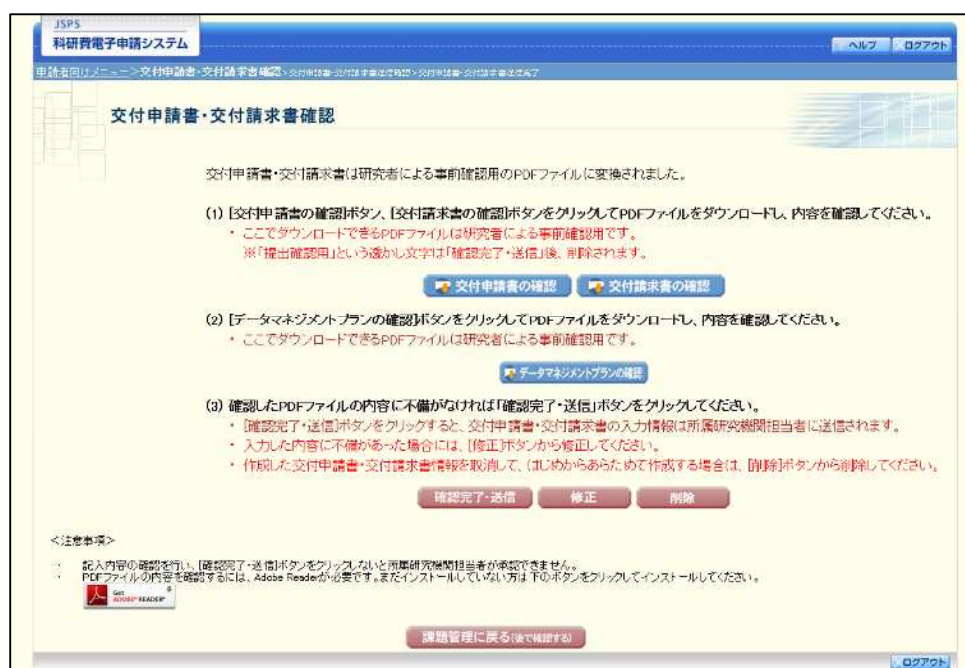 JSPS
科研費電子申請システム
ヘルプ
ログアウト
申請者向けメニュー>交付申請書・交付請求書確認>交付申請書・交付請求書送信確認>交付申請書・交付請求書送信完了
交付申請書・交付請求書確認
交付申請書・交付請求書は研究者による事前確認用のPDFファイルに変換されました。
(1) [交付申請書の確認]ボタン、[交付請求書の確認]ボタンをクリックしてPDFファイルをダウンロードし、内容を確認してください。
・ ここでダウンロードできるPDFファイルは研究者による事前確認用です。
※「提出確認用」という透かし文字は「確認完了・送信」後、削除されます。
交付申請書の確認
交付請求書の確認
(2) [データマネジメントプランの確認]ボタンをクリックしてPDFファイルをダウンロードし、内容を確認してください。
・ ここでダウンロードできるPDFファイルは研究者による事前確認用です。
データマネジメントプランの確認
(3) 確認したPDFファイルの内容に不備がなければ「確認完了・送信」ボタンをクリックしてください。
・ [確認完了・送信]ボタンをクリックすると、交付申請書・交付請求書の入力情報は所属研究機関担当者に送信されます。
・ 入力した内容に不備があった場合には、[修正]ボタンから修正してください。
・ 作成した交付申請書・交付請求書情報を取消して、はじめからあらためて作成する場合は、[削除]ボタンから削除してください。
確認完了・送信
修正
削除
<注意事項>
・ 記入内容の確認を行い、[確認完了・送信]ボタンをクリックしないと所属研究機関担当者が承認できません。
・ PDFファイルの内容を確認するには、Adobe Readerが必要です。まだインストールしていない方は下のボタンをクリックしてインストールしてください。
Get
ADOBE READER
課題管理に戻る(後で確認する)
ログアウト